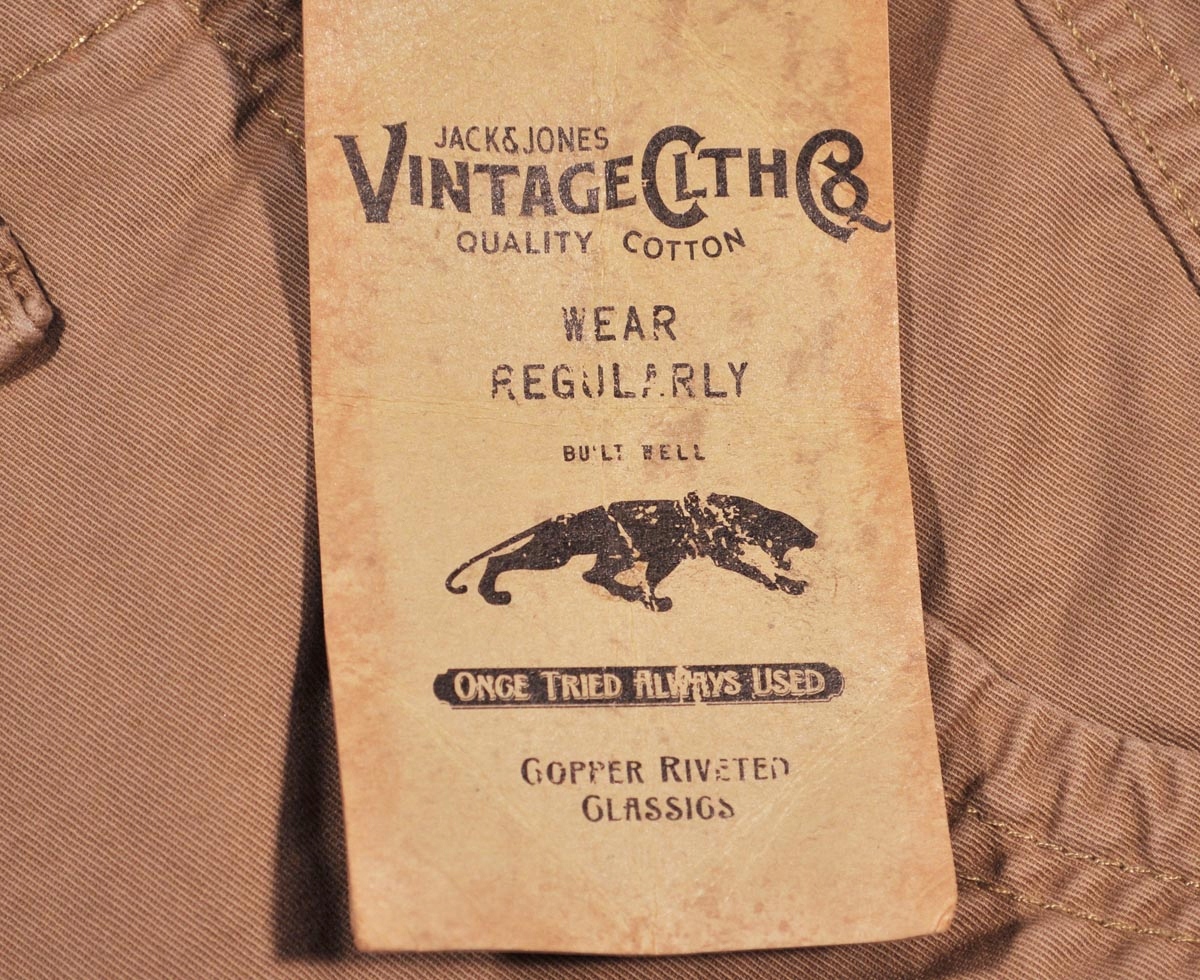 JACK&JONES
VINTAGE CLTH CO
QUALITY COTTON
WEAR
REGULARLY
BUILT WELL
ONCE TRIED ALWAYS USED
COPPER RIVETED
CLASSICS